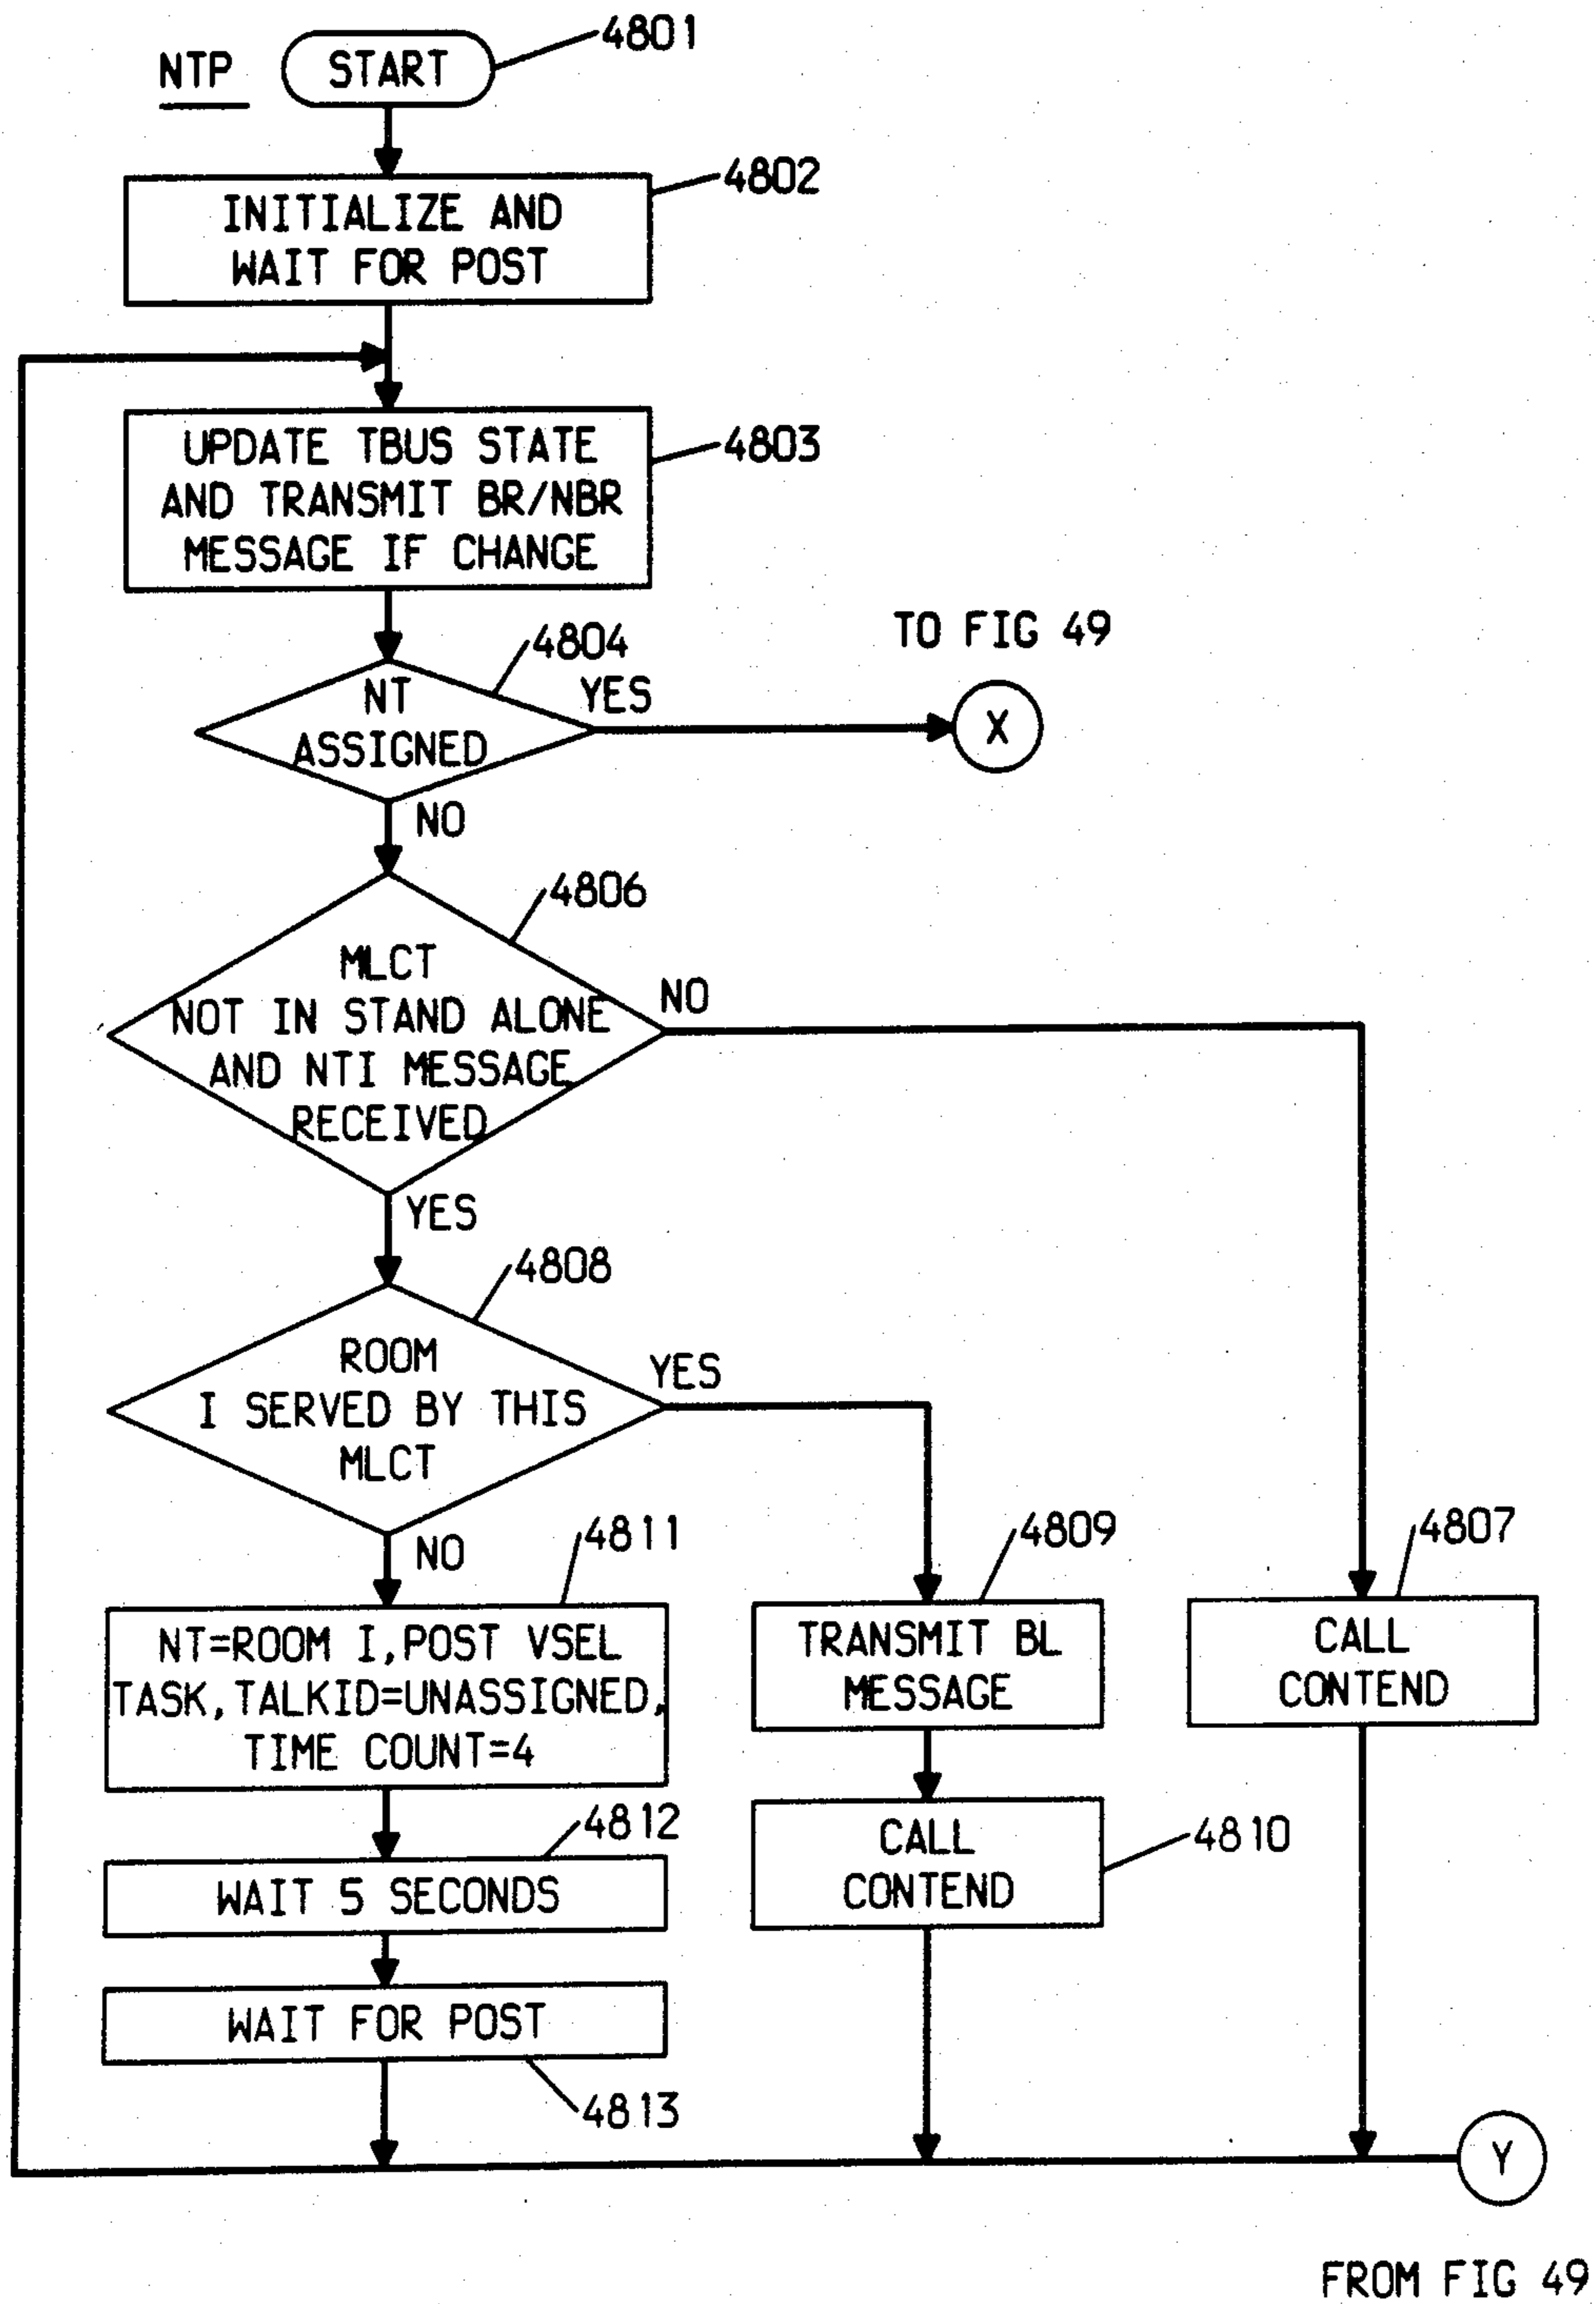 4801
NTP
START
4802
INITIALIZE AND
WAIT FOR POST
4803
UPDATE TBUS STATE
AND TRANSMIT BR/NBR
MESSAGE IF CHANGE
TO FIG 49
4804
NT
ASSIGNED
YES
X
NO
4806
MLCT
NOT IN STAND ALONE
AND NTI MESSAGE
RECEIVED
NO
YES
4808
ROOM
I SERVED BY THIS
MLCT
YES
NO
4811
4809
4807
NT=ROOM I, POST VSEL
TASK, TALKID=UNASSIGNED,
TIME COUNT=4
TRANSMIT BL
MESSAGE
CALL
CONTEND
4812
WAIT 5 SECONDS
CALL
CONTEND
4810
WAIT FOR POST
4813
Y
FROM FIG 49